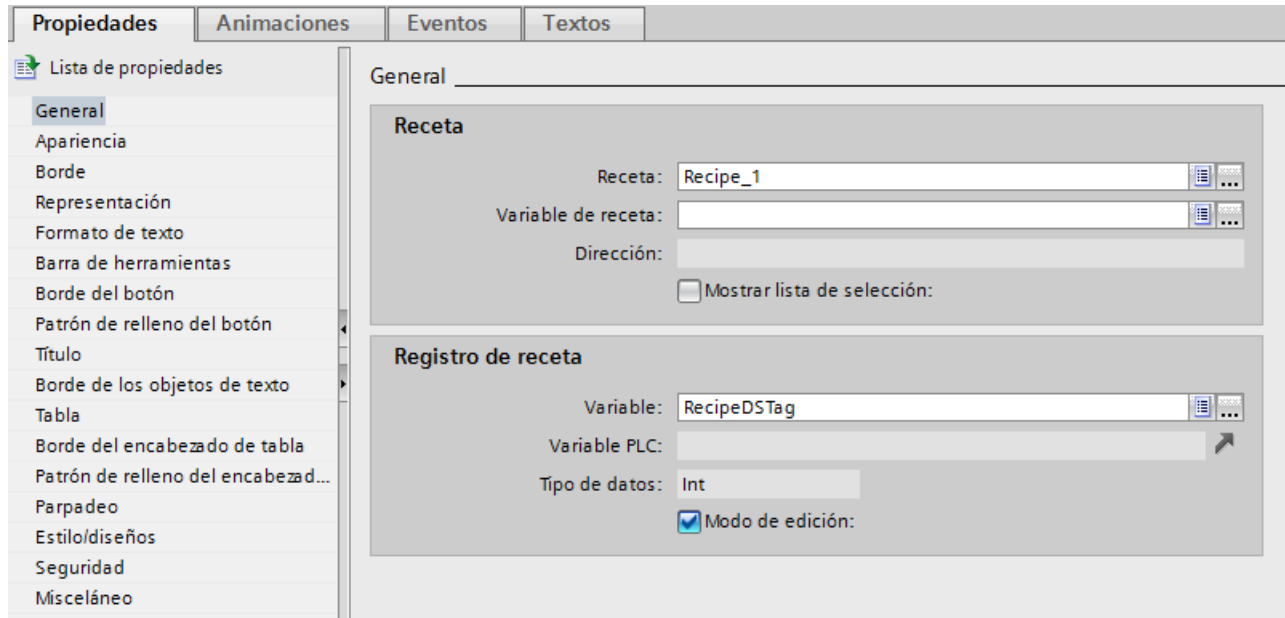 Propiedades Animaciones Eventos Textos
Lista de propiedades
General
Apariencia
Borde
Representación
Formato de texto
Barra de herramientas
Borde del botón
Patrón de relleno del botón
Título
Borde de los objetos de texto
Tabla
Borde del encabezado de tabla
Patrón de relleno del encabezad...
Parpadeo
Estilo/diseños
Seguridad
Misceláneo
General
Receta
Receta: Recipe_1
Variable de receta:
Dirección:
Mostrar lista de selección:
Registro de receta
Variable: RecipeDSTag
Variable PLC:
Tipo de datos: Int
Modo de edición: